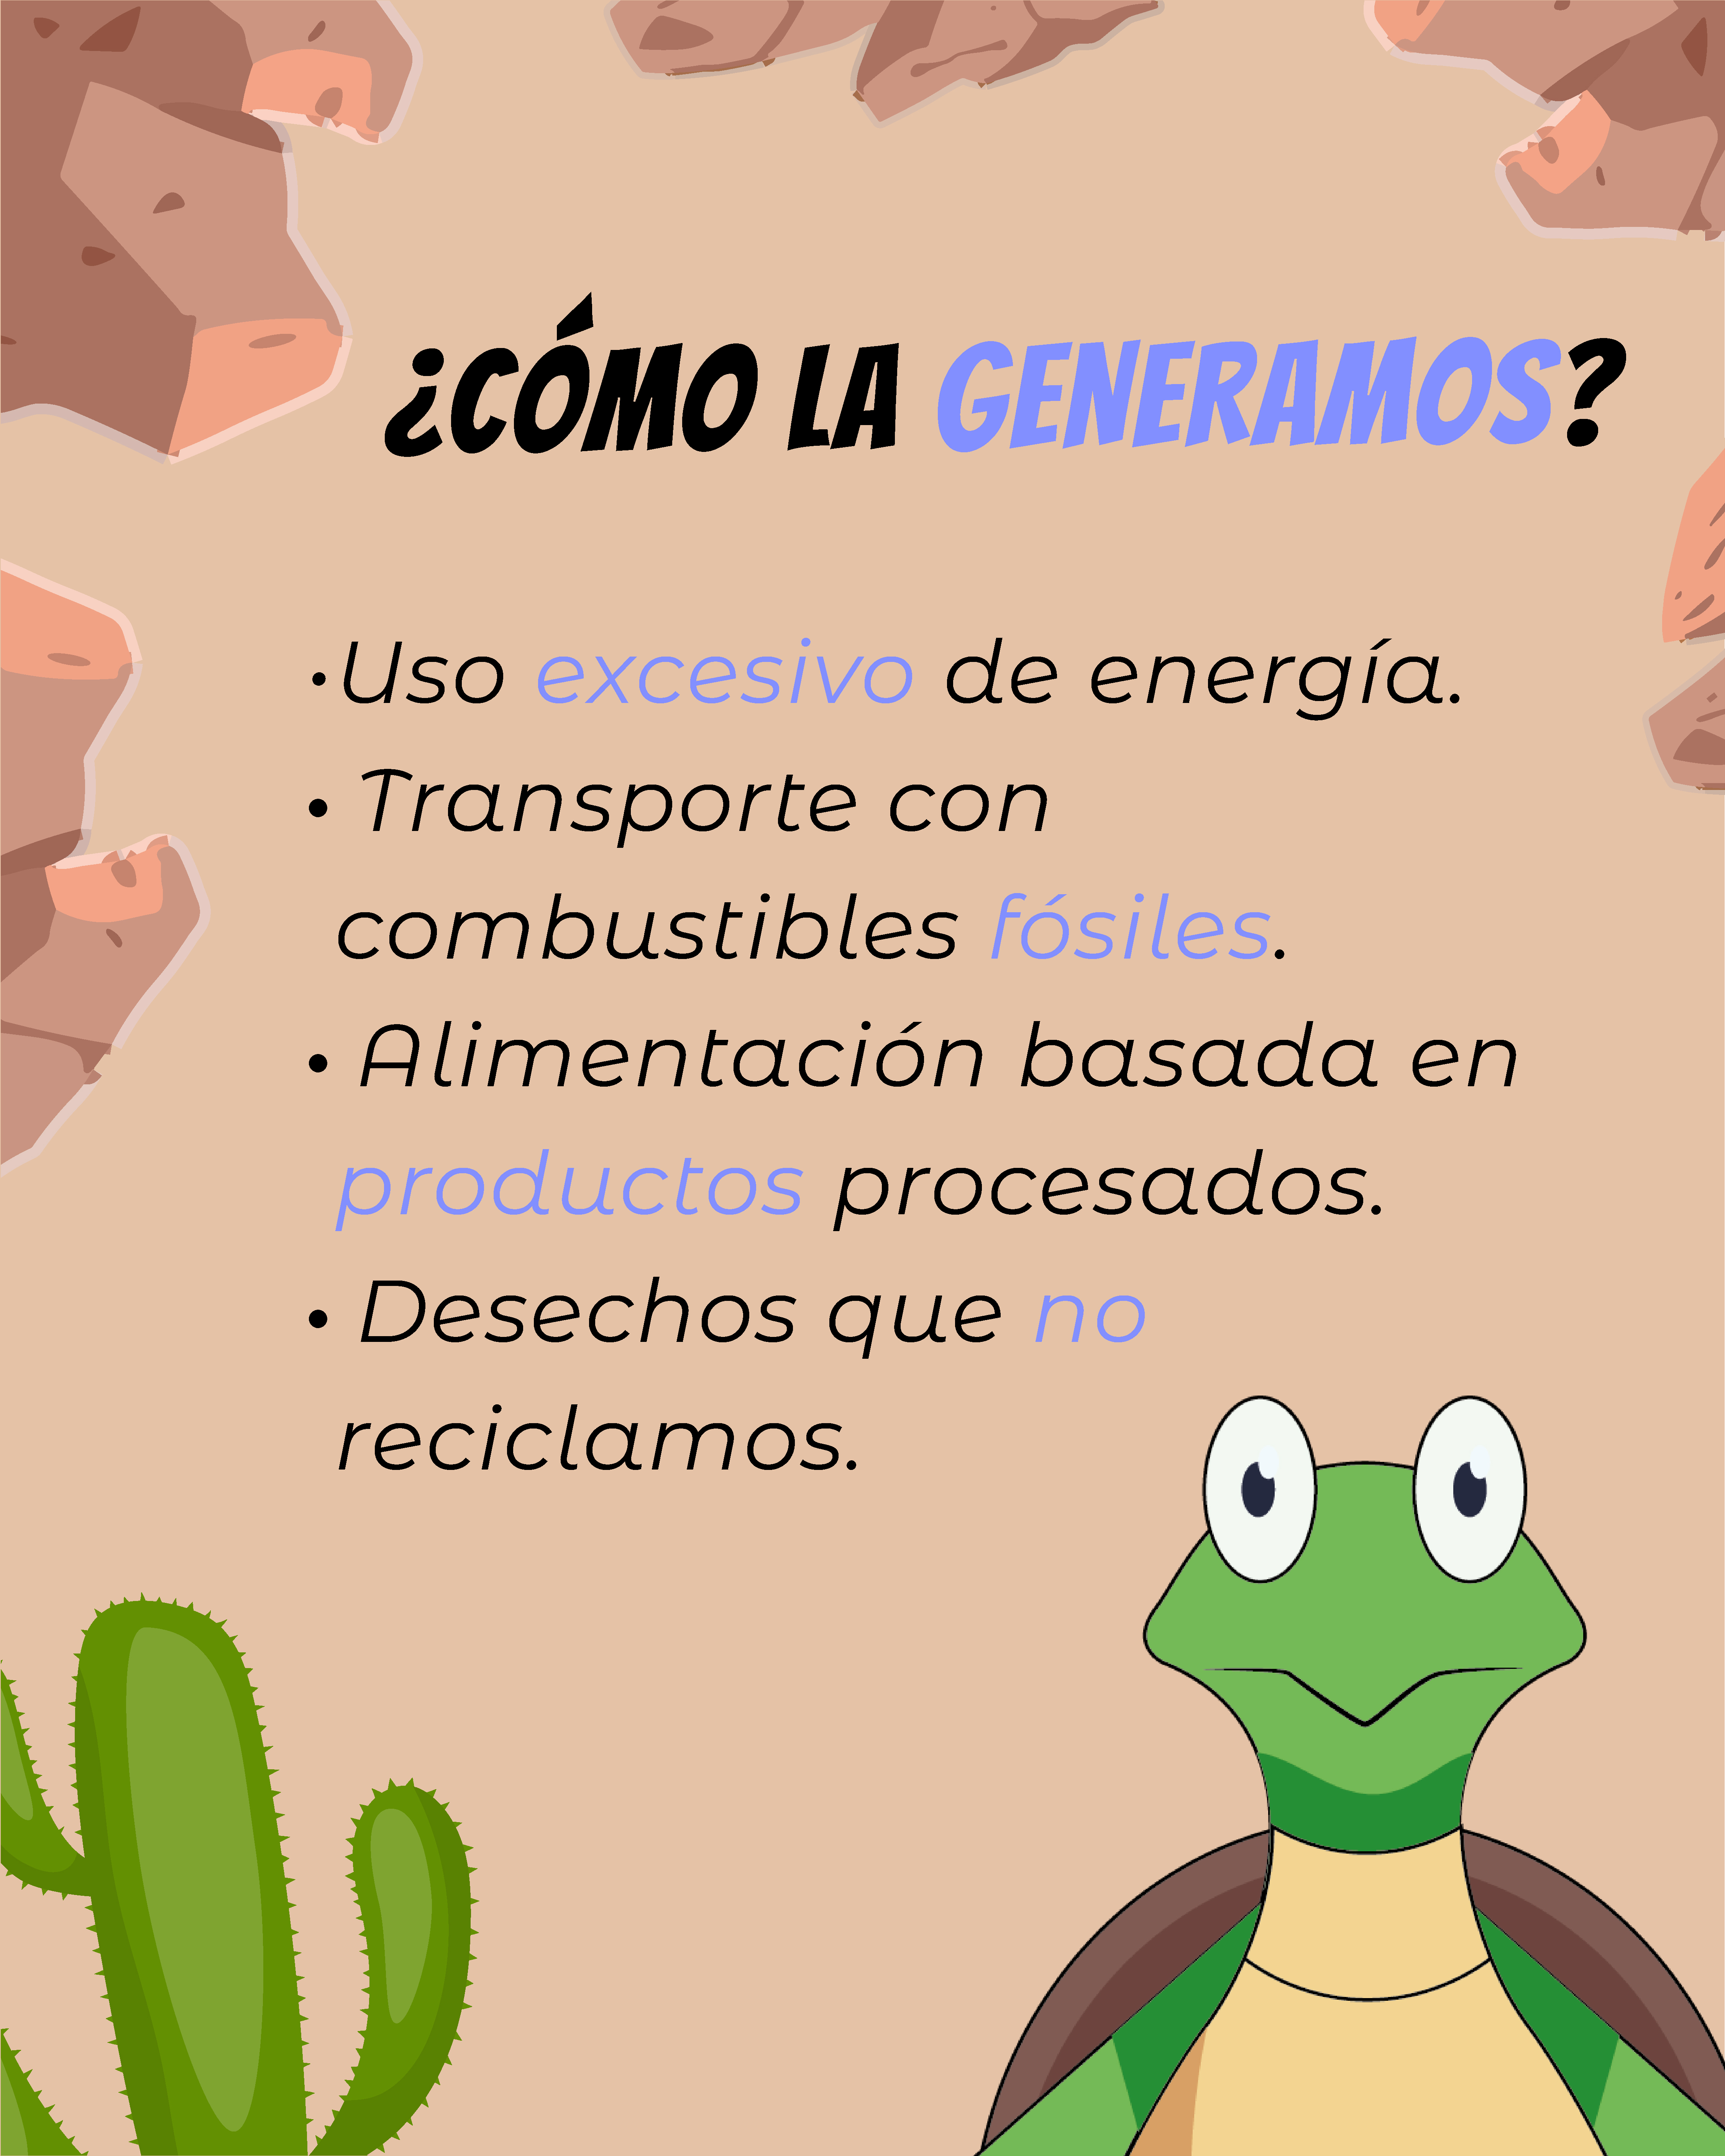 ¿CÓMO LA GENERAMOS?
•Uso excesivo de energía.
• Transporte con
combustibles fósiles.
• Alimentación basada en
productos procesados.
• Desechos que no
reciclamos.